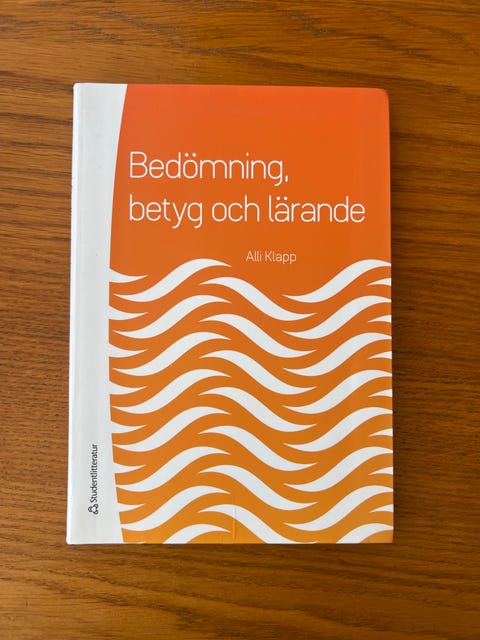 Bedömning,
betyg och lärande
Alli Klapp
Studentlitteratur